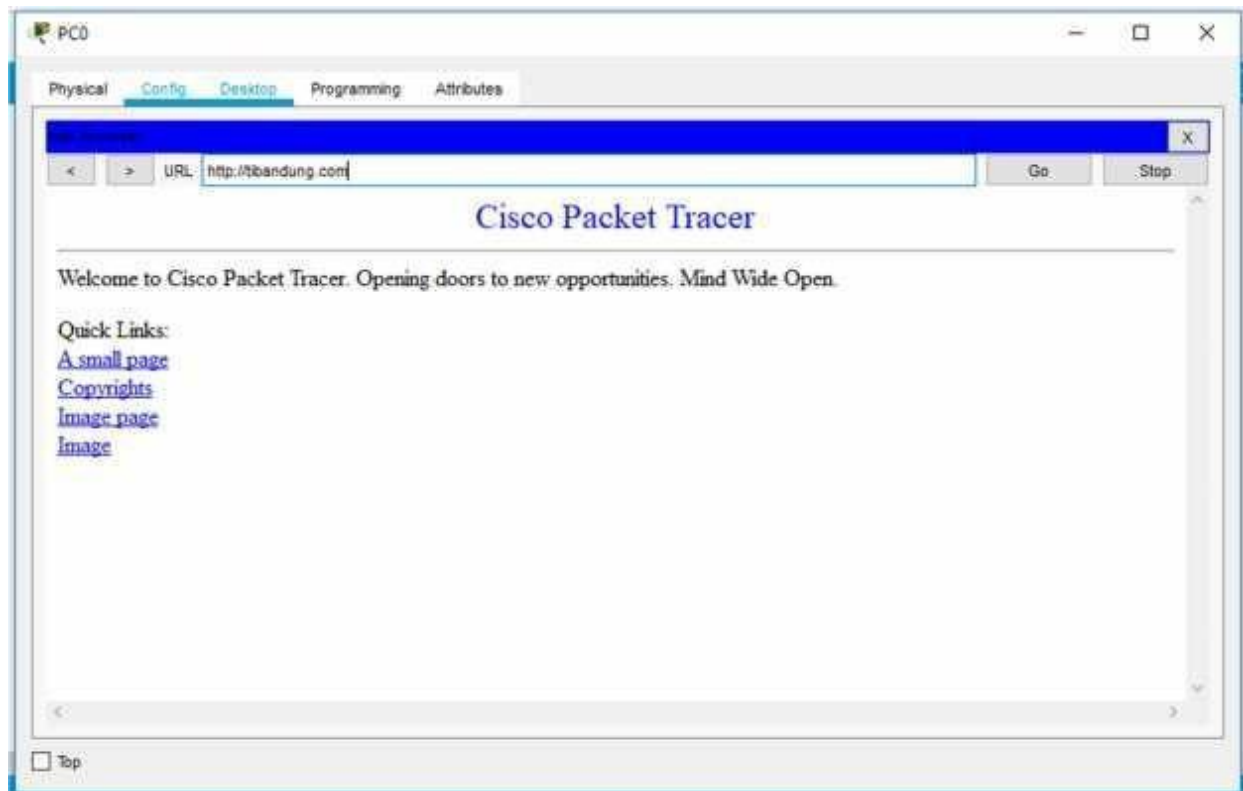 PC0
Physical Config Desktop Programming Attributes
X
< > URL http://tibandung.com Go Stop
Cisco Packet Tracer
Welcome to Cisco Packet Tracer. Opening doors to new opportunities. Mind Wide Open.
Quick Links:
A small page
Copyrights
Image page
Image
Top